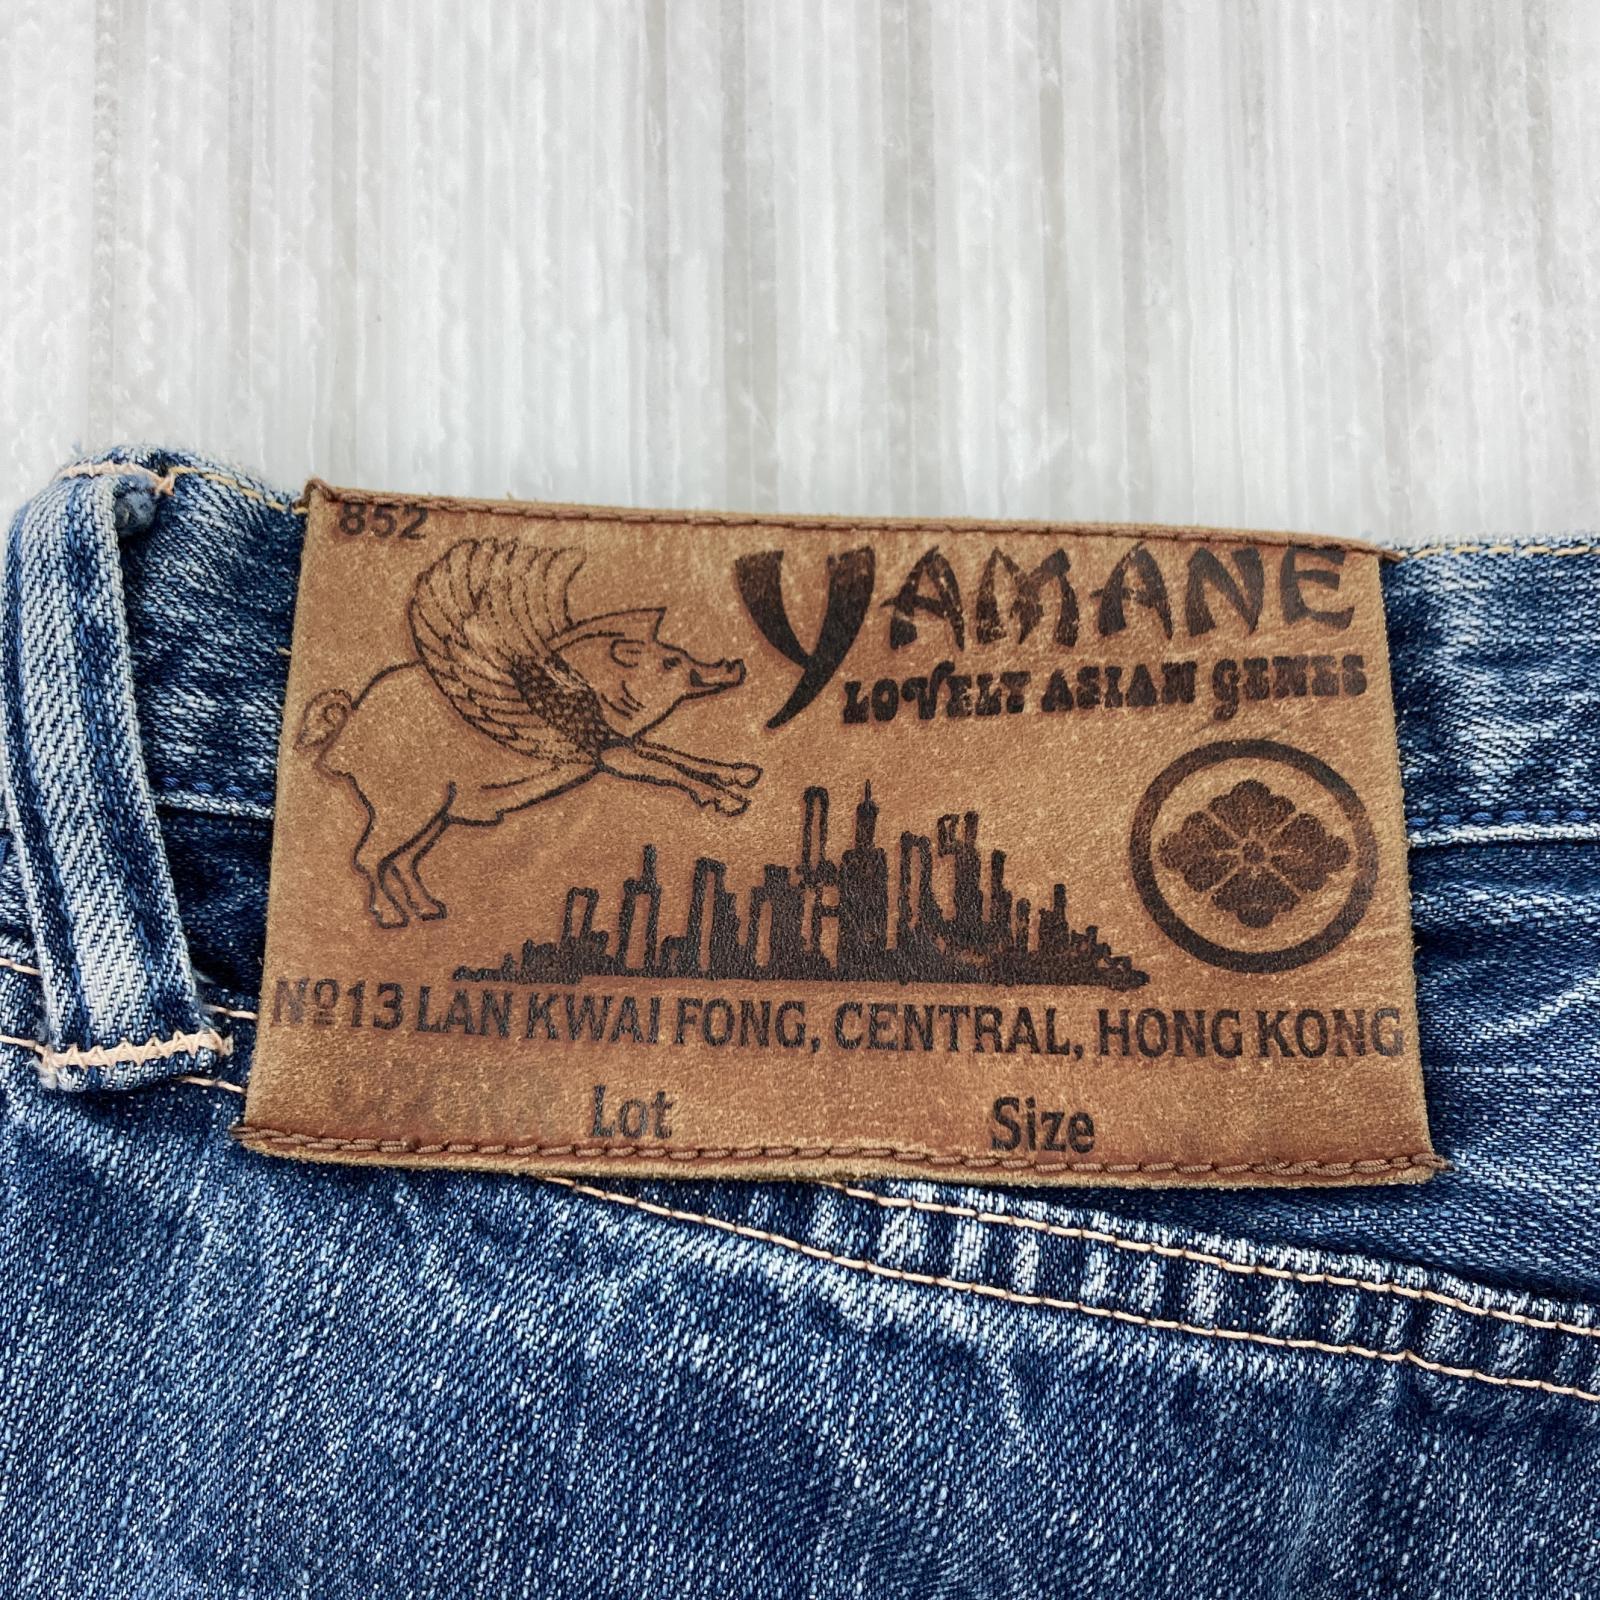 852
YAMANE
LOVELY ASIAN GENES
Nº13 LAN KWAI FONG, CENTRAL, HONG KONG
Lot Size